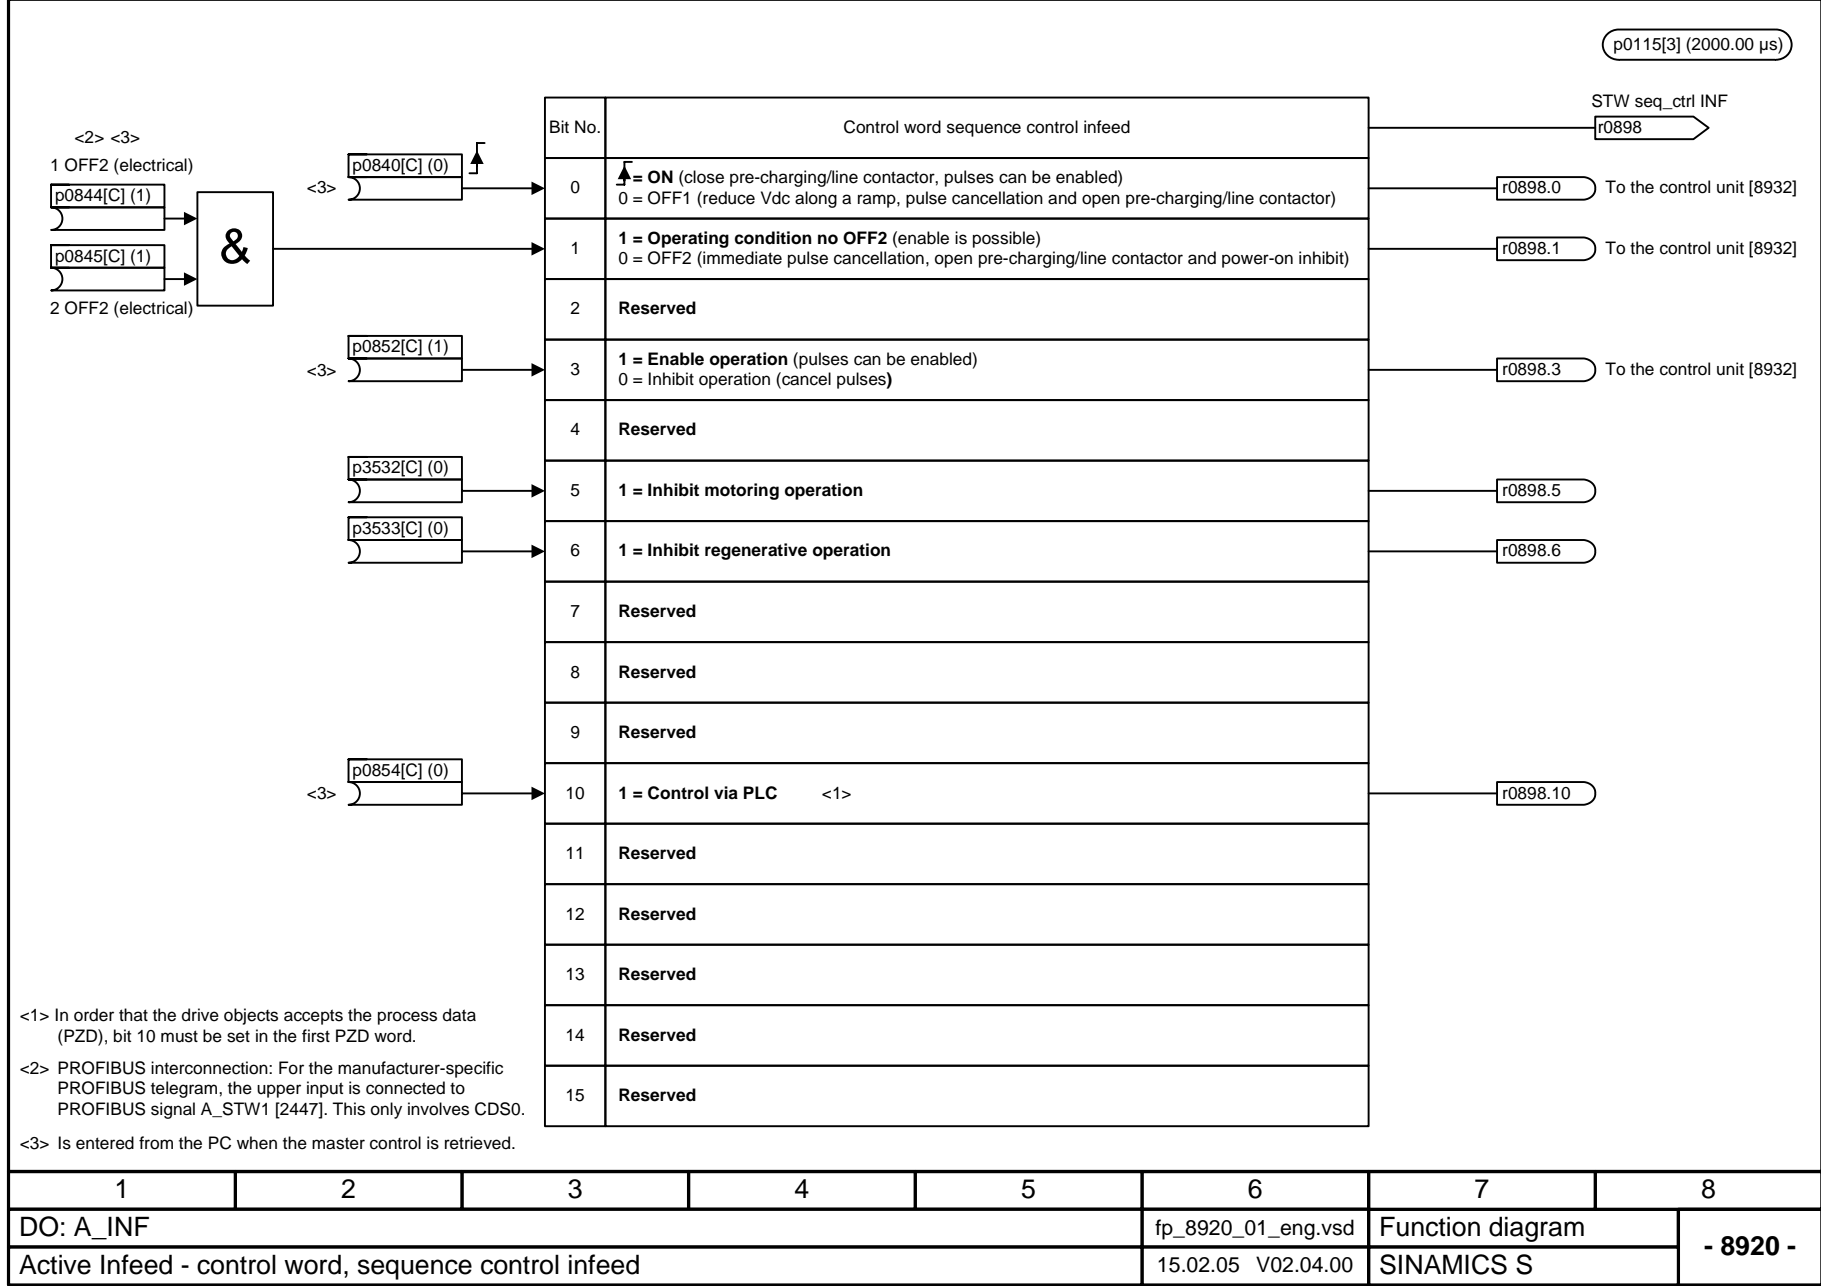 p0115[3] (2000.00 µs)
STW seq_ctrl INF
r0898
Bit No.
Control word sequence control infeed
<2> <3>
1 OFF2 (electrical)
p0844[C] (1)
p0845[C] (1)
2 OFF2 (electrical)
&
<3>
p0840[C] (0)
0
= ON (close pre-charging/line contactor, pulses can be enabled)
0 = OFF1 (reduce Vdc along a ramp, pulse cancellation and open pre-charging/line contactor)
r0898.0
To the control unit [8932]
1
1 = Operating condition no OFF2 (enable is possible)
0 = OFF2 (immediate pulse cancellation, open pre-charging/line contactor and power-on inhibit)
r0898.1
To the control unit [8932]
2
Reserved
<3>
p0852[C] (1)
3
1 = Enable operation (pulses can be enabled)
0 = Inhibit operation (cancel pulses)
r0898.3
To the control unit [8932]
4
Reserved
p3532[C] (0)
5
1 = Inhibit motoring operation
r0898.5
p3533[C] (0)
6
1 = Inhibit regenerative operation
r0898.6
7
Reserved
8
Reserved
9
Reserved
<3>
p0854[C] (0)
10
1 = Control via PLC <1>
r0898.10
11
Reserved
12
Reserved
13
Reserved
14
Reserved
15
Reserved
<1> In order that the drive objects accepts the process data
(PZD), bit 10 must be set in the first PZD word.
<2> PROFIBUS interconnection: For the manufacturer-specific
PROFIBUS telegram, the upper input is connected to
PROFIBUS signal A_STW1 [2447]. This only involves CDS0.
<3> Is entered from the PC when the master control is retrieved.
1 2 3 4 5 6 7 8
DO: A_INF
fp_8920_01_eng.vsd
Function diagram
- 8920 -
Active Infeed - control word, sequence control infeed
15.02.05 V02.04.00
SINAMICS S